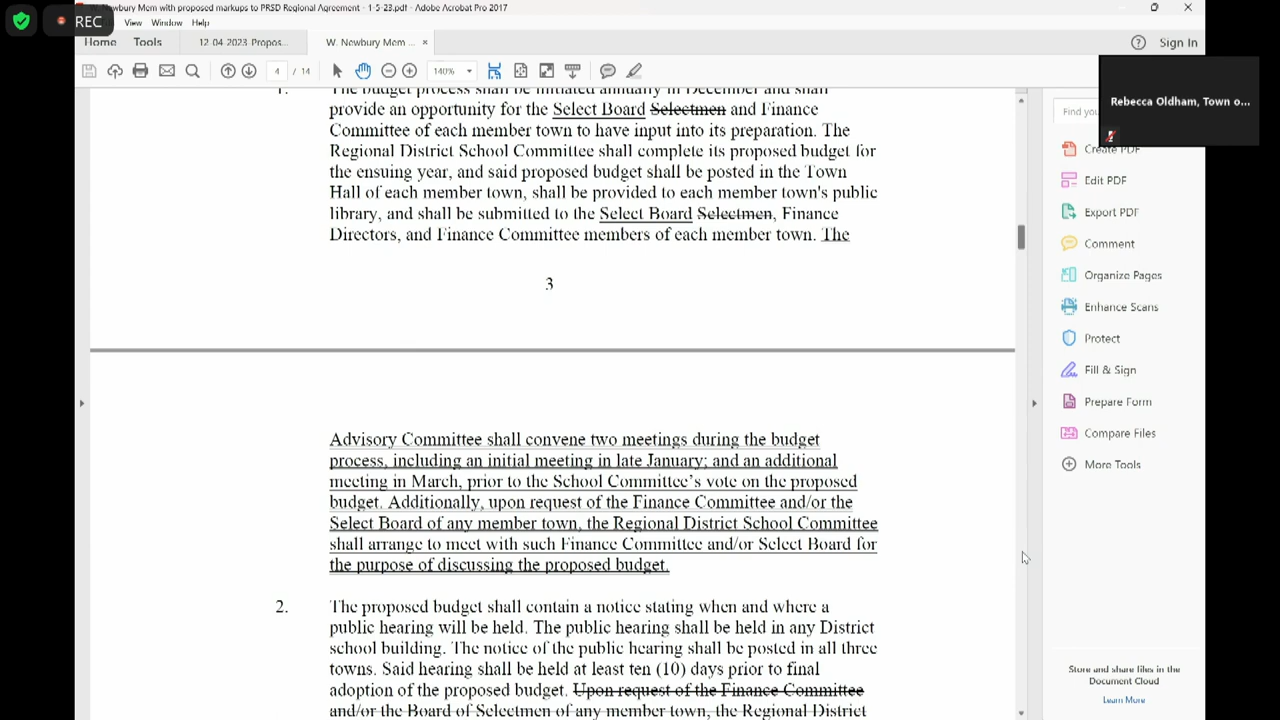 W. Newbury Mem with proposed markups to PRSD Regional Agreement - 1-5-23.pdf - Adobe Acrobat Pro 2017
REC
View Window Help
Home Tools 12-04-2023 Propos... W. Newbury Mem ... × Sign In
4 / 14 140%
Rebecca Oldham, Town o...
Find you
1. The budget process shall be initiated annually in December and shall
provide an opportunity for the Select Board Selectmen and Finance
Committee of each member town to have input into its preparation. The
Regional District School Committee shall complete its proposed budget for
the ensuing year, and said proposed budget shall be posted in the Town
Hall of each member town, shall be provided to each member town's public
library, and shall be submitted to the Select Board Selectmen, Finance
Directors, and Finance Committee members of each member town. The
3
Advisory Committee shall convene two meetings during the budget
process, including an initial meeting in late January; and an additional
meeting in March, prior to the School Committee's vote on the proposed
budget. Additionally, upon request of the Finance Committee and/or the
Select Board of any member town, the Regional District School Committee
shall arrange to meet with such Finance Committee and/or Select Board for
the purpose of discussing the proposed budget.
2. The proposed budget shall contain a notice stating when and where a
public hearing will be held. The public hearing shall be held in any District
school building. The notice of the public hearing shall be posted in all three
towns. Said hearing shall be held at least ten (10) days prior to final
adoption of the proposed budget. Upon request of the Finance Committee
and/or the Board of Selectmen of any member town, the Regional District
Create PDF
Edit PDF
Export PDF
Comment
Organize Pages
Enhance Scans
Protect
Fill & Sign
Prepare Form
Compare Files
More Tools
Store and share files in the
Document Cloud
Learn More